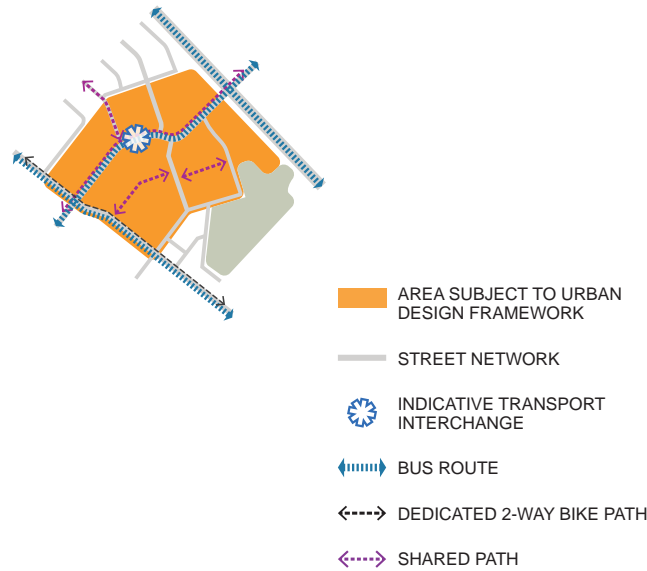 AREA SUBJECT TO URBAN
DESIGN FRAMEWORK
STREET NETWORK
INDICATIVE TRANSPORT
INTERCHANGE
BUS ROUTE
DEDICATED 2-WAY BIKE PATH
SHARED PATH